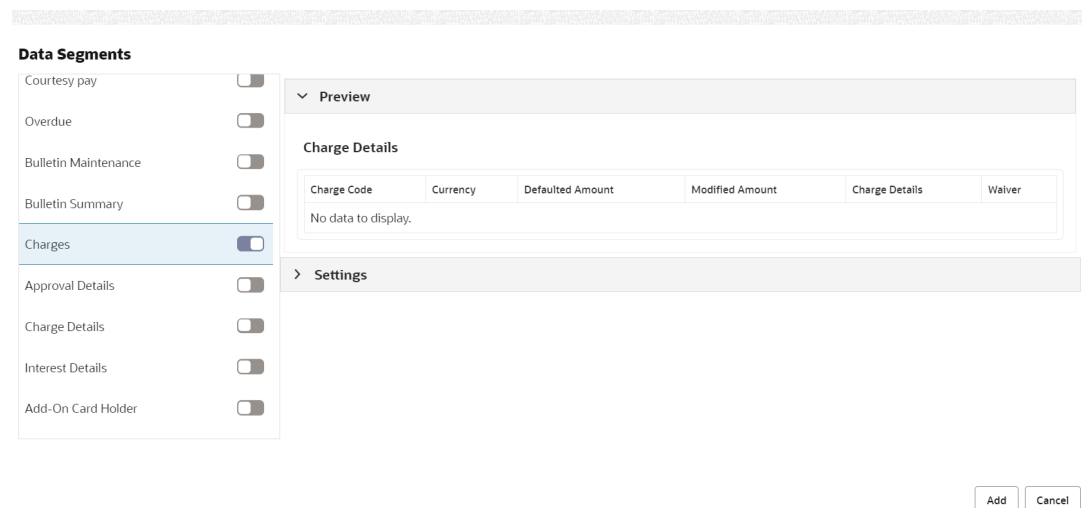 Data Segments
Courtesy pay
Overdue
Bulletin Maintenance
Bulletin Summary
Charges
Approval Details
Charge Details
Interest Details
Add-On Card Holder
Preview
Charge Details
Charge Code Currency Defaulted Amount Modified Amount Charge Details Waiver
No data to display.
Settings
Add Cancel